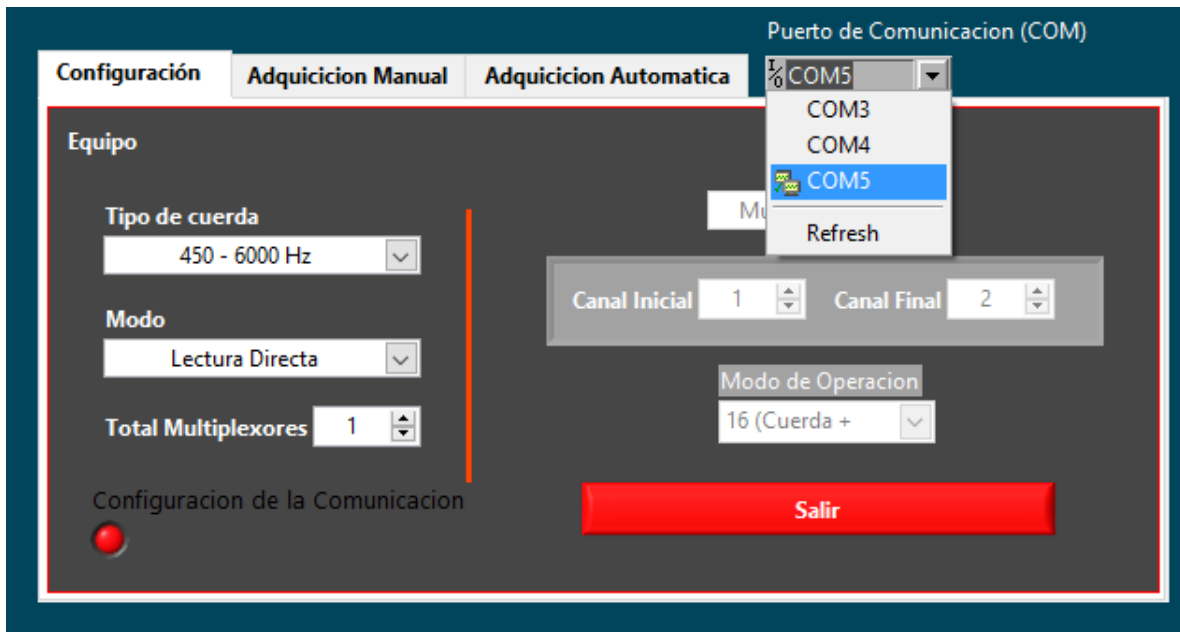 Puerto de Comunicacion (COM)
Configuración
Adquicicion Manual
Adquicicion Automatica
I/O COM5
COM3
COM4
COM5
Refresh
Equipo
Tipo de cuerda
450 - 6000 Hz
Modo
Lectura Directa
Total Multiplexores 1
Configuracion de la Comunicacion
Canal Inicial 1 Canal Final 2
Modo de Operacion
16 (Cuerda +
Salir